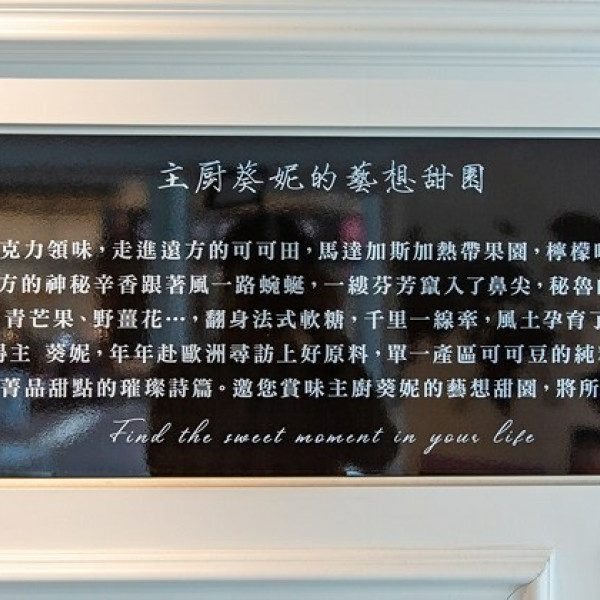 主廚葵妮的藝想甜園
克力領味，走進遠方的可可田，馬達加斯加熱帶果園，檸檬
方的神秘辛香跟著風一路蜿蜒，一縷芬芳竄入了鼻尖，秘魯
青芒果、野薑花⋯，翻身法式軟糖，千里一線牽，風土孕育了
得主 葵妮，年年赴歐洲尋訪上好原料，單一產區可可豆的純
菁品甜點的璀璨詩篇。邀您賞味主廚葵妮的藝想甜園，將所
Find the sweet moment in your life